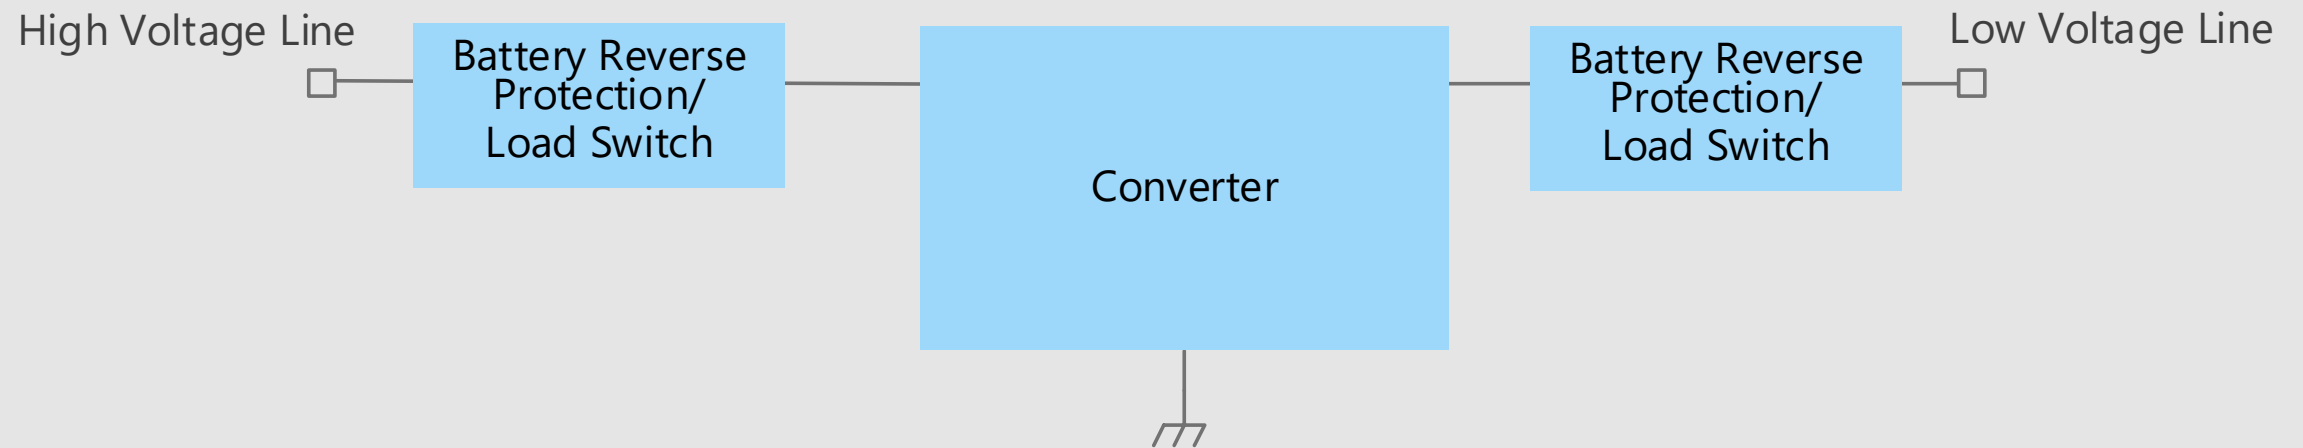 High Voltage Line
Battery Reverse
Protection/
Load Switch
Converter
Battery Reverse
Protection/
Load Switch
Low Voltage Line